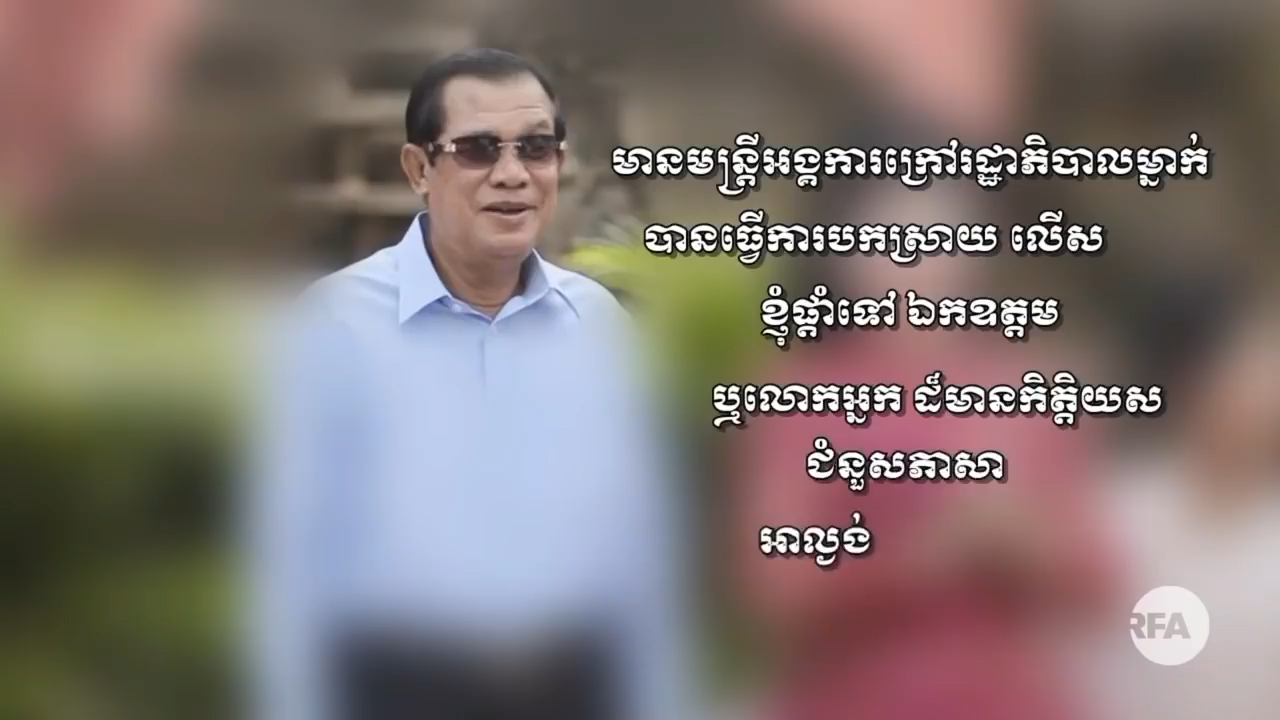 មានមន្ត្រីអង្គការក្រៅរដ្ឋាភិបាលម្នាក់
បានធ្វើការបកស្រាយ លើស
ខ្ញុំផ្ដាំទៅ ឯកឧត្តម
ឬលោកអ្នក ដ៏មានកិត្តិយស
ជំនួសភាសា
អាល្ងង់
RFA